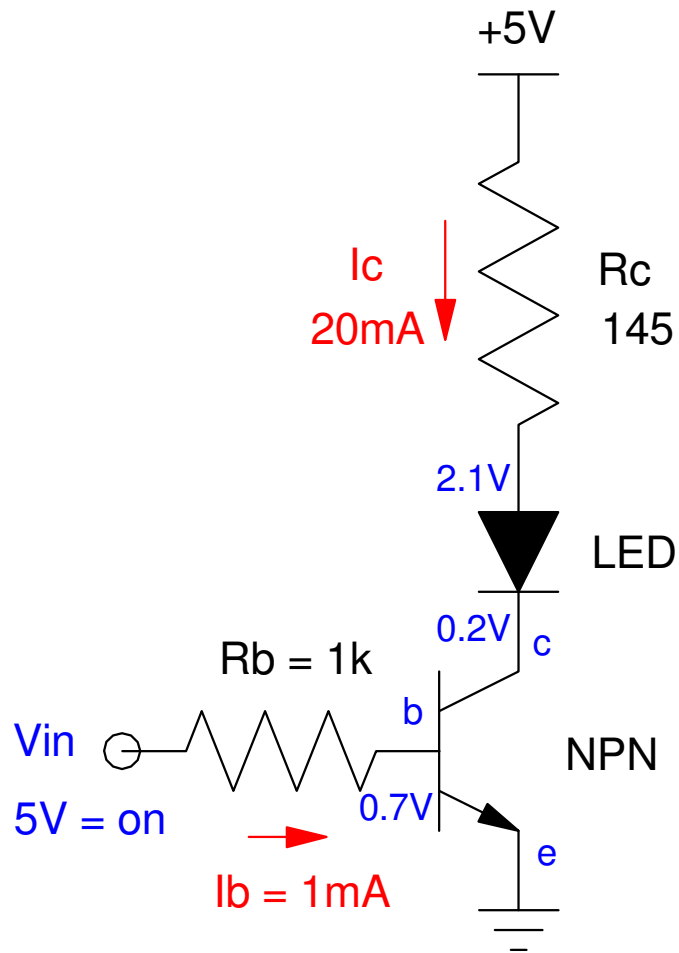 +5V
Ic
20mA
Rc
145
2.1V
LED
0.2V
c
Rb = 1k
b
Vin
NPN
5V = on
0.7V
e
Ib = 1mA